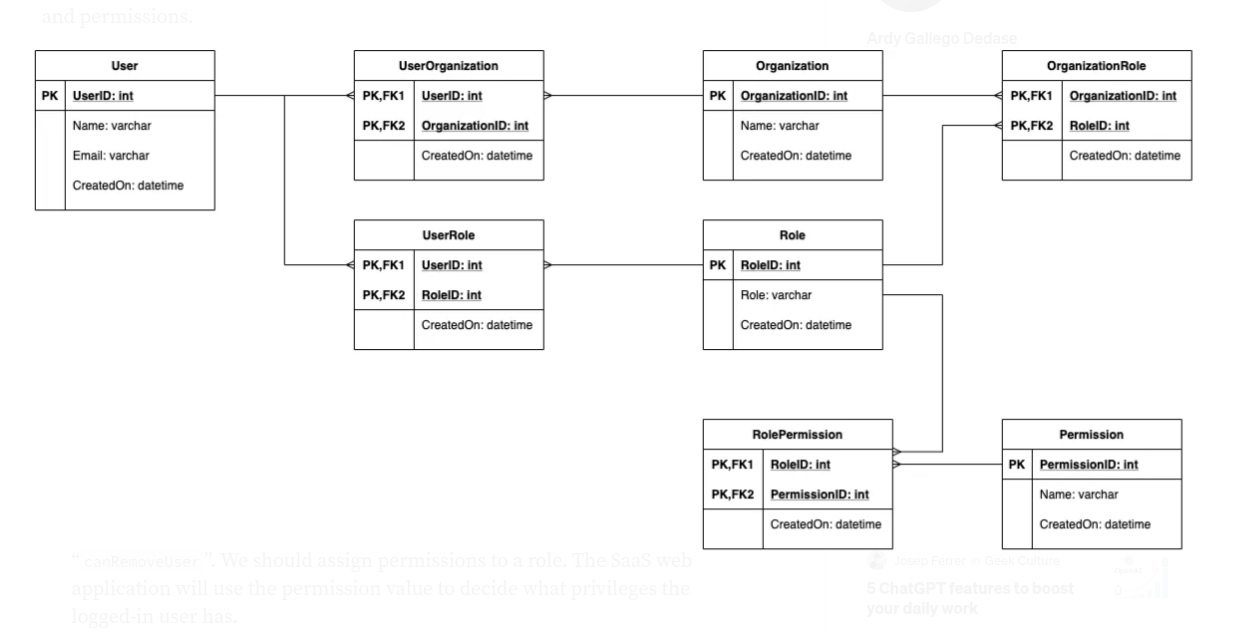 and permissions.
Ardy Gallego Dedase
User
PK UserID: int
Name: varchar
Email: varchar
CreatedOn: datetime
UserOrganization
PK,FK1 UserID: int
PK,FK2 OrganizationID: int
CreatedOn: datetime
Organization
PK OrganizationID: int
Name: varchar
CreatedOn: datetime
OrganizationRole
PK,FK1 OrganizationID: int
PK,FK2 RoleID: int
CreatedOn: datetime
UserRole
PK,FK1 UserID: int
PK,FK2 RoleID: int
CreatedOn: datetime
Role
PK RoleID: int
Role: varchar
CreatedOn: datetime
RolePermission
PK,FK1 RoleID: int
PK,FK2 PermissionID: int
CreatedOn: datetime
Permission
PK PermissionID: int
Name: varchar
CreatedOn: datetime
“canRemoveUser”. We should assign permissions to a role. The SaaS web
application will use the permission value to decide what privileges the
logged-in user has.
Josep Ferrer in Geek Culture
5 ChatGPT features to boost
your daily work